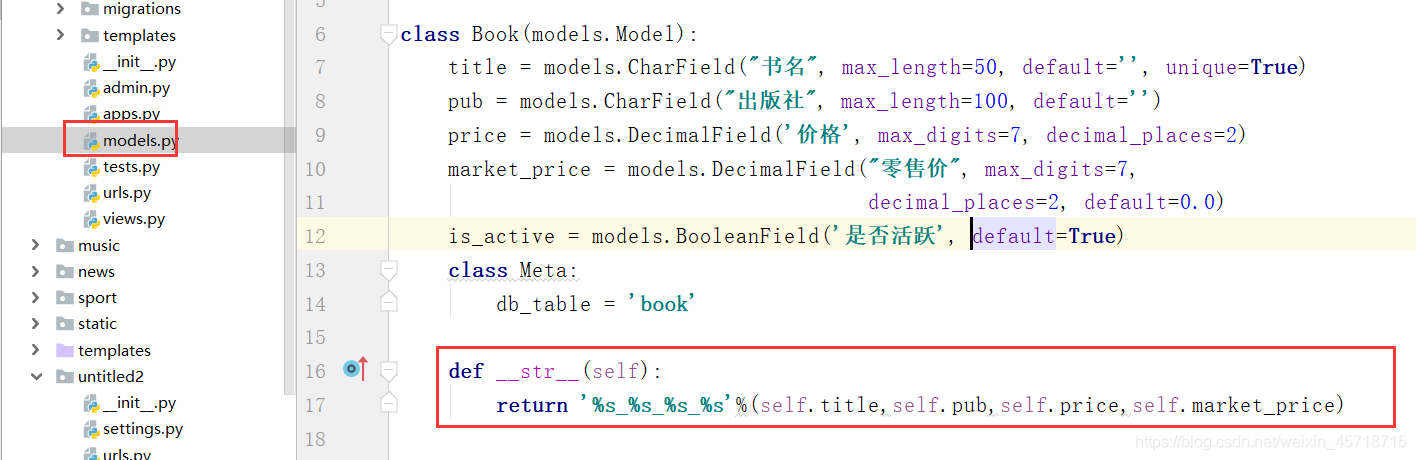 migrations
templates
__init__.py
admin.py
apps.py
models.py
tests.py
urls.py
views.py
music
news
sport
static
templates
untitled2
__init__.py
settings.py
urls.py
5
6 class Book(models.Model):
7 title = models.CharField("书名", max_length=50, default='', unique=True)
8 pub = models.CharField("出版社", max_length=100, default='')
9 price = models.DecimalField('价格', max_digits=7, decimal_places=2)
10 market_price = models.DecimalField("零售价", max_digits=7,
11 decimal_places=2, default=0.0)
12 is_active = models.BooleanField('是否活跃', default=True)
13 class Meta:
14 db_table = 'book'
15
16 def __str__(self):
17 return '%s_%s_%s_%s'%(self.title,self.pub,self.price,self.market_price)
18
https://blog.csdn.net/weixin_45718715